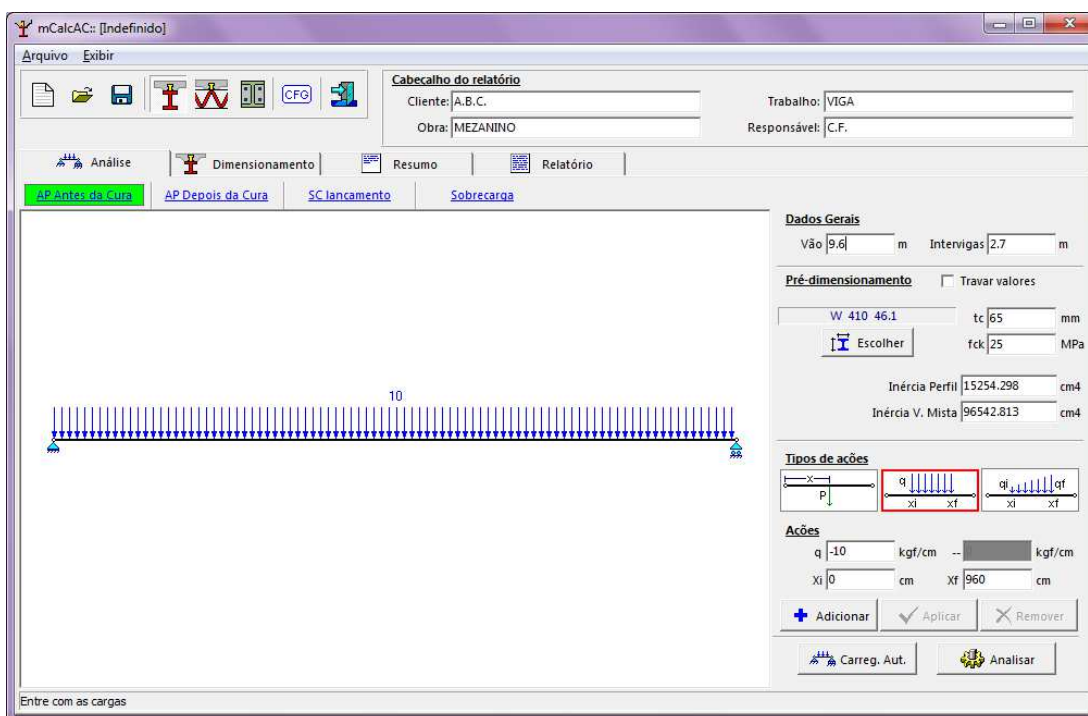 mCalcAC:: [Indefinido]
Arquivo Exibir
CFG
Cabecalho do relatório
Cliente: A.B.C.
Trabalho: VIGA
Obra: MEZANINO
Responsável: C.F.
Análise Dimensionamento Resumo Relatório
AP Antes da Cura AP Depois da Cura SC lancamento Sobrecarga
Dados Gerais
Vão 9.6 m Intervigas 2.7 m
Pré-dimensionamento Travar valores
W 410 46.1 tc 65 mm
Escolher fck 25 MPa
Inércia Perfil 15254.298 cm4
Inércia V. Mista 96542.813 cm4
10
Tipos de ações
x P
q xi xf
qi qf xi xf
Ações
q -10 kgf/cm -- kgf/cm
Xi 0 cm Xf 960 cm
Adicionar Aplicar Remover
Carreg. Aut. Analisar
Entre com as cargas